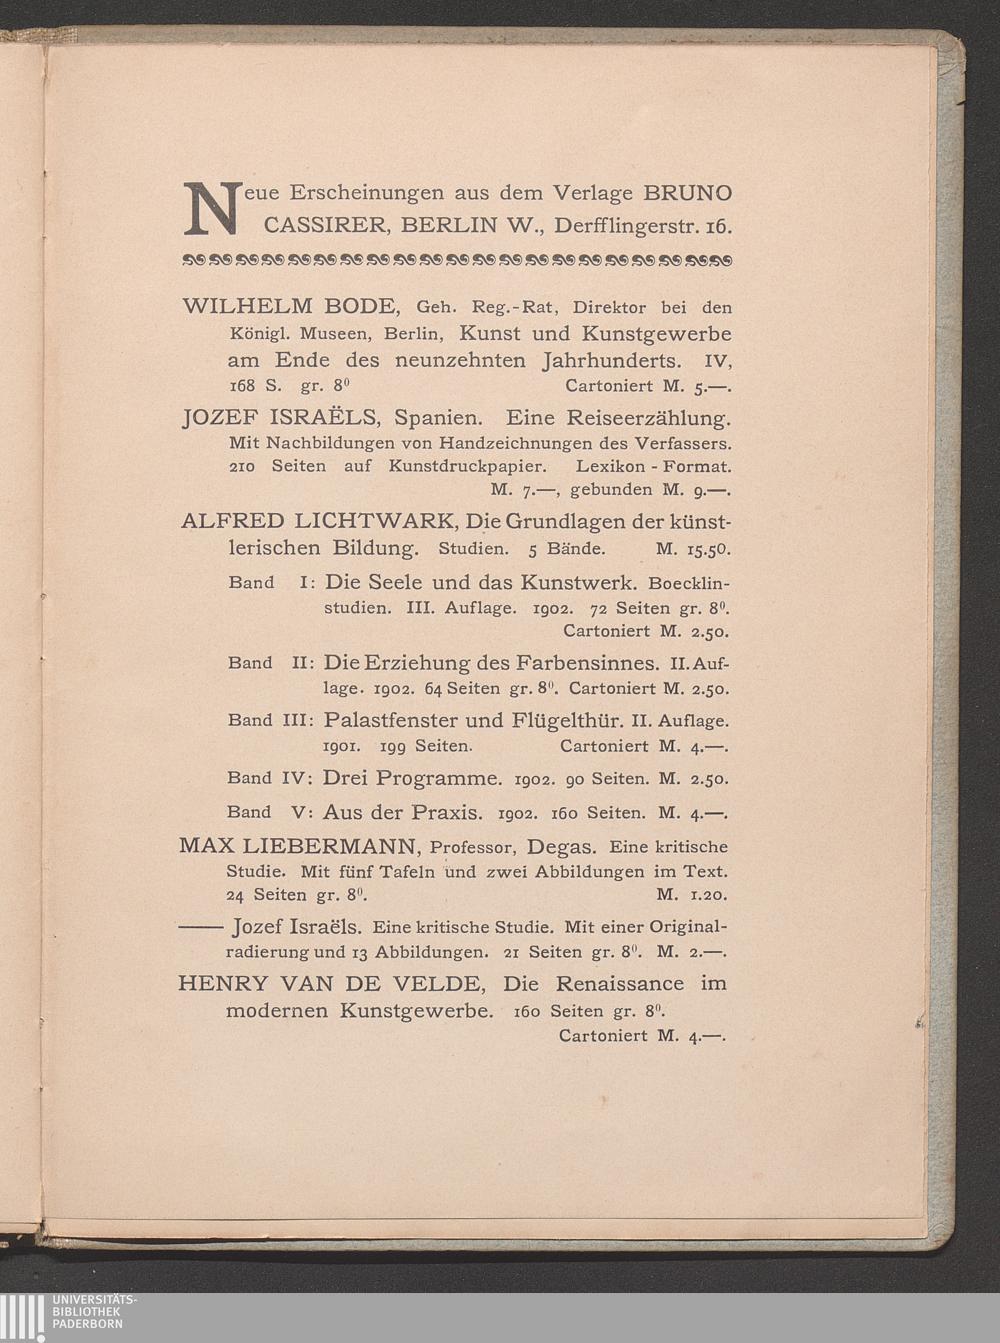 Neue Erscheinungen aus dem Verlage BRUNO
CASSIRER, BERLIN W., Derfflingerstr. 16.
WILHELM BODE, Geh. Reg.-Rat, Direktor bei den
Königl. Museen, Berlin, Kunst und Kunstgewerbe
am Ende des neunzehnten Jahrhunderts. IV,
168 S. gr. 8⁰ Cartoniert M. 5.—.
JOZEF ISRAËLS, Spanien. Eine Reiseerzählung.
Mit Nachbildungen von Handzeichnungen des Verfassers.
210 Seiten auf Kunstdruckpapier. Lexikon - Format.
M. 7.—, gebunden M. 9.—.
ALFRED LICHTWARK, Die Grundlagen der künst-
lerischen Bildung. Studien. 5 Bände. M. 15.50.
Band I: Die Seele und das Kunstwerk. Boecklin-
studien. III. Auflage. 1902. 72 Seiten gr. 8⁰.
Cartoniert M. 2.50.
Band II: Die Erziehung des Farbensinnes. II. Auf-
lage. 1902. 64 Seiten gr. 8⁰. Cartoniert M. 2.50.
Band III: Palastfenster und Flügelthür. II. Auflage.
1901. 199 Seiten. Cartoniert M. 4.—.
Band IV: Drei Programme. 1902. 90 Seiten. M. 2.50.
Band V: Aus der Praxis. 1902. 160 Seiten. M. 4.—.
MAX LIEBERMANN, Professor, Degas. Eine kritische
Studie. Mit fünf Tafeln und zwei Abbildungen im Text.
24 Seiten gr. 8⁰. M. 1.20.
—— Jozef Israëls. Eine kritische Studie. Mit einer Original-
radierung und 13 Abbildungen. 21 Seiten gr. 8⁰. M. 2.—.
HENRY VAN DE VELDE, Die Renaissance im
modernen Kunstgewerbe. 160 Seiten gr. 8⁰.
Cartoniert M. 4.—.
UNIVERSITÄTS-
BIBLIOTHEK
PADERBORN